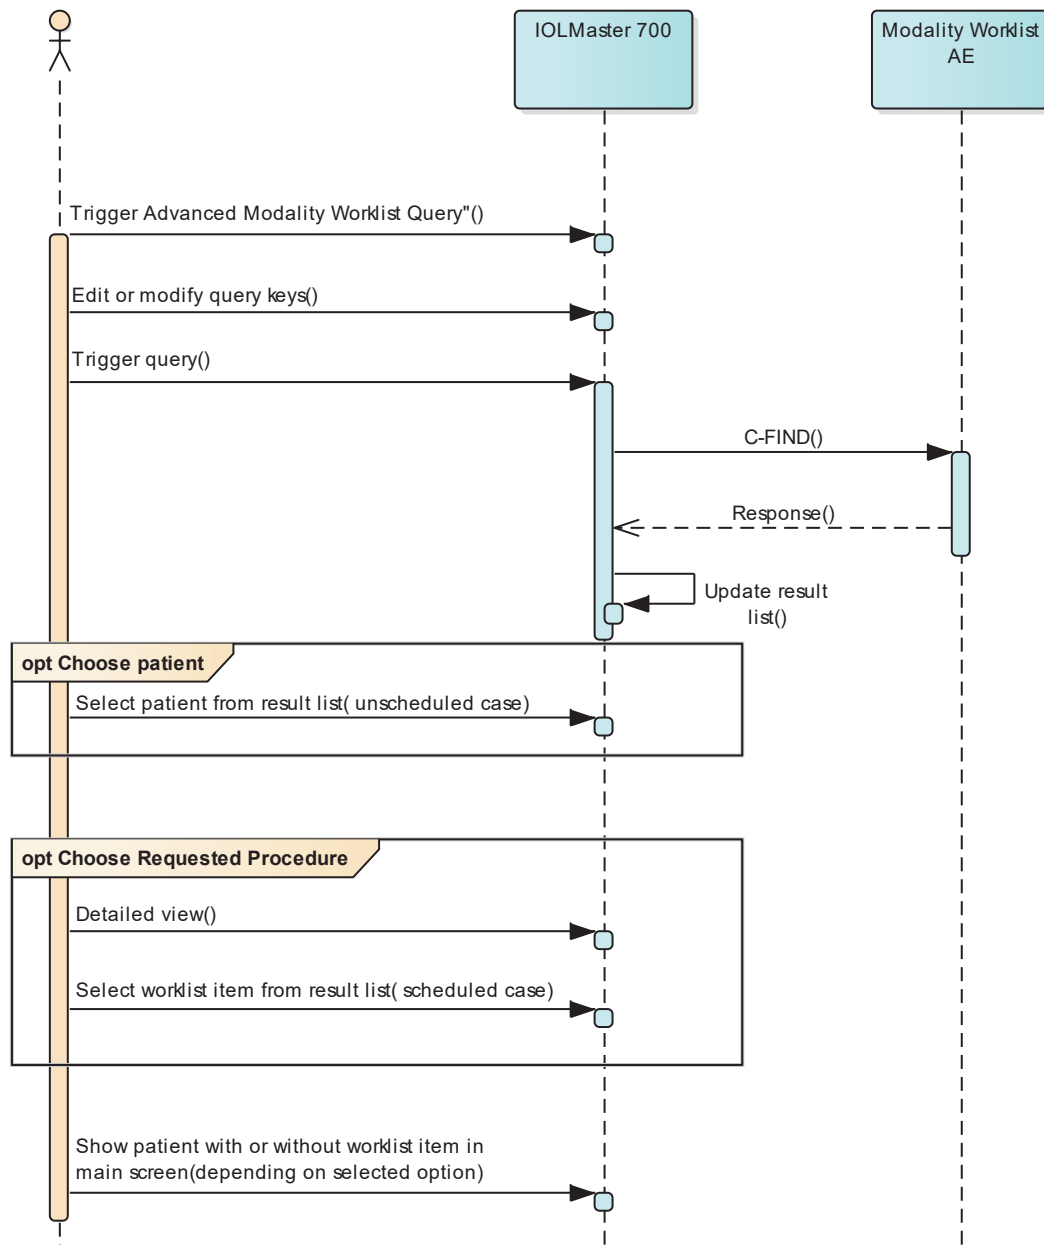 IOLMaster 700
Modality Worklist
AE
Trigger Advanced Modality Worklist Query"()
Edit or modify query keys()
Trigger query()
C-FIND()
Response()
Update result
list()
opt Choose patient
Select patient from result list( unscheduled case)
opt Choose Requested Procedure
Detailed view()
Select worklist item from result list( scheduled case)
Show patient with or without worklist item in
main screen(depending on selected option)